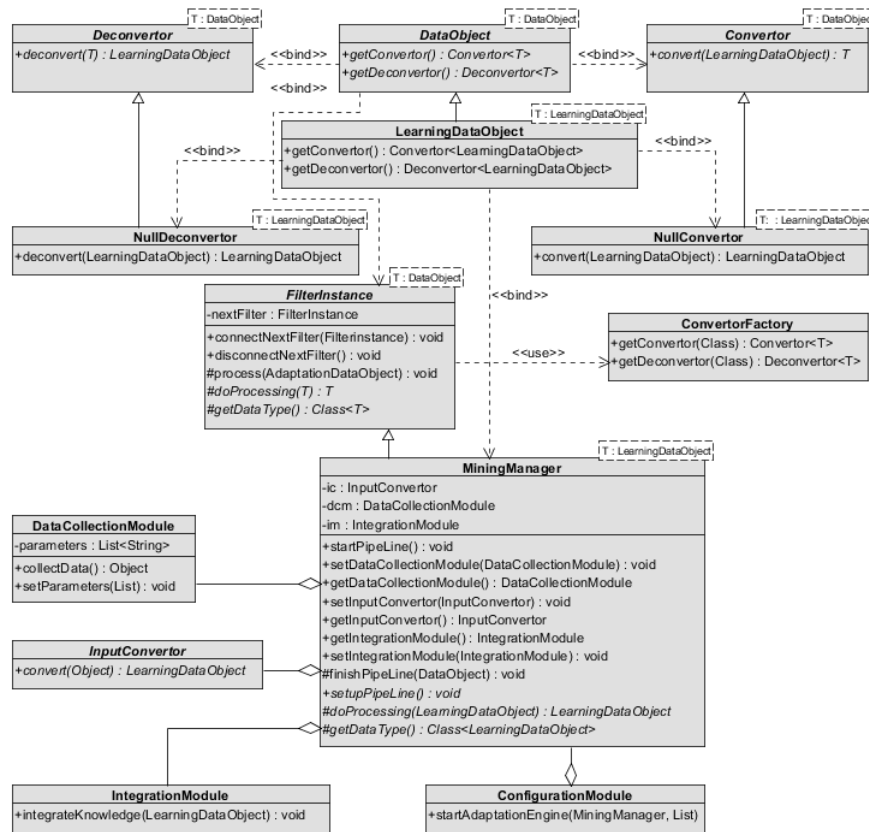 T : DataObject
Deconvertor
+deconvert(T) : LearningDataObject
T : DataObject
DataObject
+getConvertor() : Convertor<T>
+getDeconvertor() : Deconvertor<T>
T : DataObject
Convertor
+convert(LearningDataObject) : T
<<bind>>
<<bind>>
<<bind>>
T : LearningDataObject
LearningDataObject
+getConvertor() : Convertor<LearningDataObject>
+getDeconvertor() : Deconvertor<LearningDataObject>
<<bind>>
<<bind>>
T : LearningDataObject
NullDeconvertor
+deconvert(LearningDataObject) : LearningDataObject
T: : LearningDataObject
NullConvertor
+convert(LearningDataObject) : LearningDataObject
T : DataObject
FilterInstance
-nextFilter : FilterInstance
+connectNextFilter(Filterinstance) : void
+disconnectNextFilter() : void
#process(AdaptationDataObject) : void
#doProcessing(T) : T
#getDataType() : Class<T>
<<bind>>
<<use>>
ConvertorFactory
+getConvertor(Class) : Convertor<T>
+getDeconvertor(Class) : Deconvertor<T>
T : LearningDataObject
MiningManager
-ic : InputConvertor
-dcm : DataCollectionModule
-im : IntegrationModule
+startPipeLine() : void
+setDataCollectionModule(DataCollectionModule) : void
+getDataCollectionModule() : DataCollectionModule
+setInputConvertor(InputConvertor) : void
+getInputConvertor() : InputConvertor
+getIntegrationModule() : IntegrationModule
+setIntegrationModule(IntegrationModule) : void
#finishPipeLine(DataObject) : void
+setupPipeLine() : void
#doProcessing(LearningDataObject) : LearningDataObject
#getDataType() : Class<LearningDataObject>
DataCollectionModule
-parameters : List<String>
+collectData() : Object
+setParameters(List) : void
InputConvertor
+convert(Object) : LearningDataObject
IntegrationModule
+integrateKnowledge(LearningDataObject) : void
ConfigurationModule
+startAdaptationEngine(MiningManager, List)